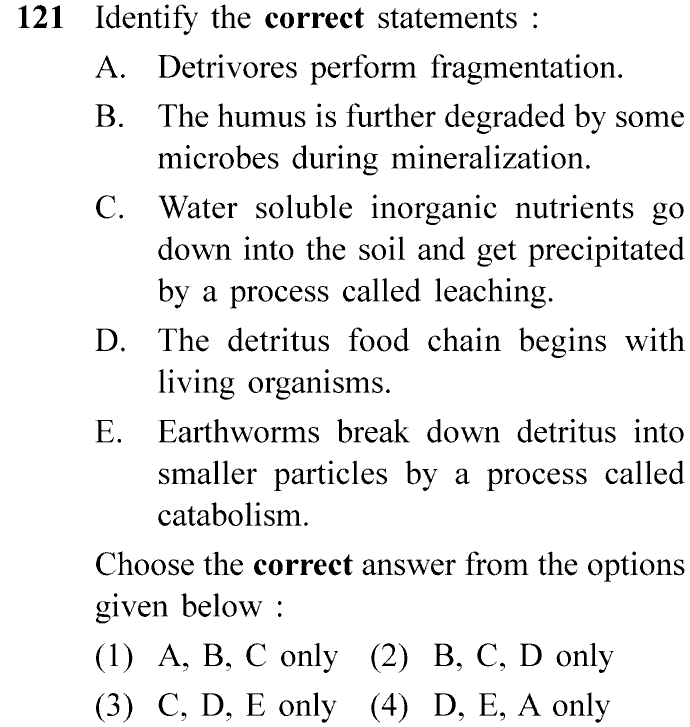 121 Identify the correct statements :
A. Detrivores perform fragmentation.
B. The humus is further degraded by some
microbes during mineralization.
C. Water soluble inorganic nutrients go
down into the soil and get precipitated
by a process called leaching.
D. The detritus food chain begins with
living organisms.
E. Earthworms break down detritus into
smaller particles by a process called
catabolism.
Choose the correct answer from the options
given below :
(1) A, B, C only (2) B, C, D only
(3) C, D, E only (4) D, E, A only